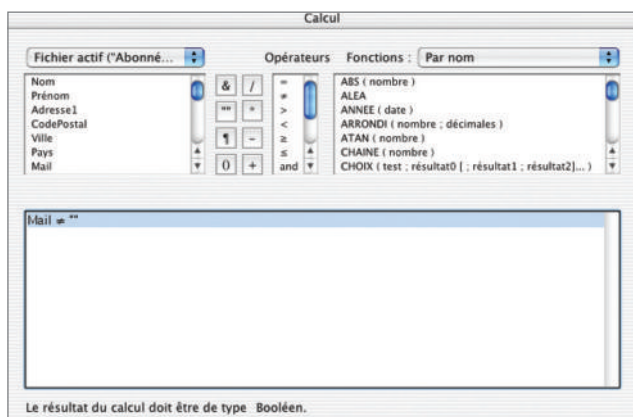 Calcul
Fichier actif ("Abonné...
Opérateurs
Fonctions :
Par nom
Nom
Prénom
Adresse1
CodePostal
Ville
Pays
Mail
& /
"" *
¶ -
() +
=
≠
>
<
≥
≤
and
ABS ( nombre )
ALEA
ANNEE ( date )
ARRONDI ( nombre ; décimales )
ATAN ( nombre )
CHAINE ( nombre )
CHOIX ( test ; résultat0 [ ; résultat1 ; résultat2]... )
Mail ≠ ""
Le résultat du calcul doit être de type Booléen.